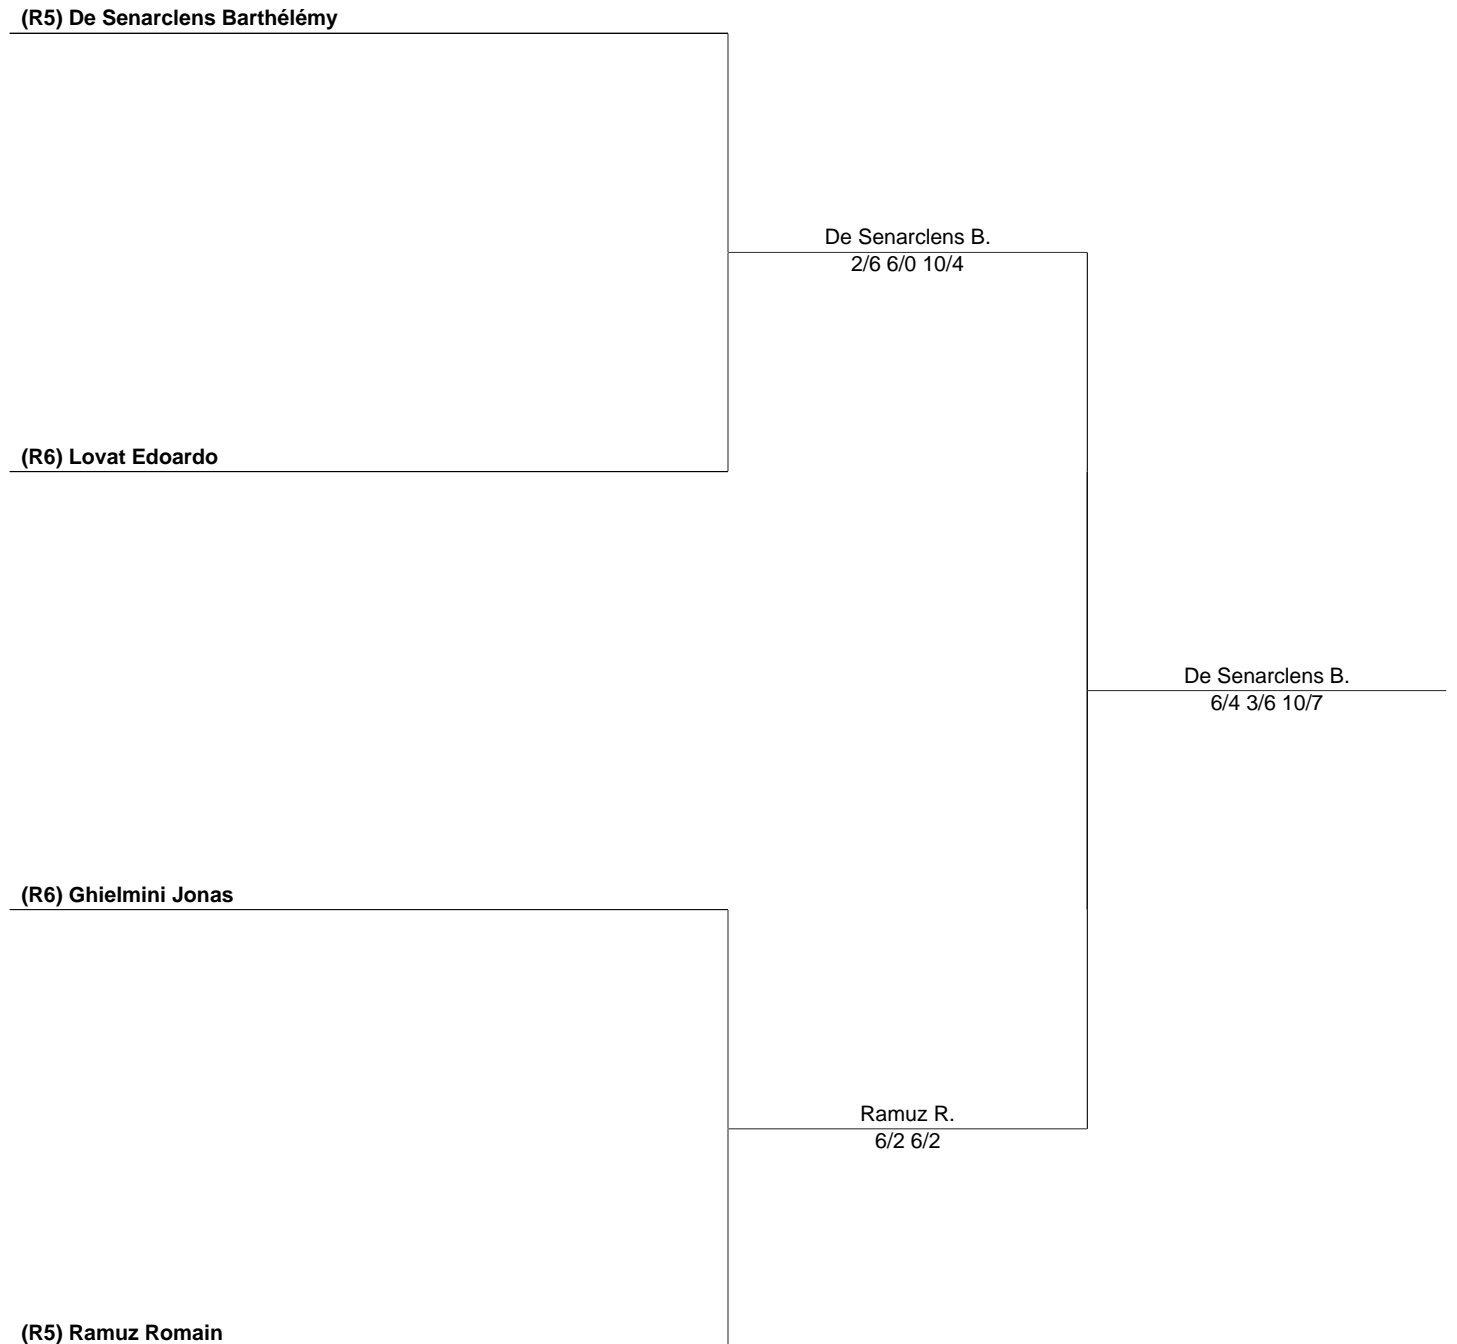 (R5) De Senarclens Barthélémy
De Senarclens B.
2/6 6/0 10/4
(R6) Lovat Edoardo
De Senarclens B.
6/4 3/6 10/7
(R6) Ghielmini Jonas
Ramuz R.
6/2 6/2
(R5) Ramuz Romain